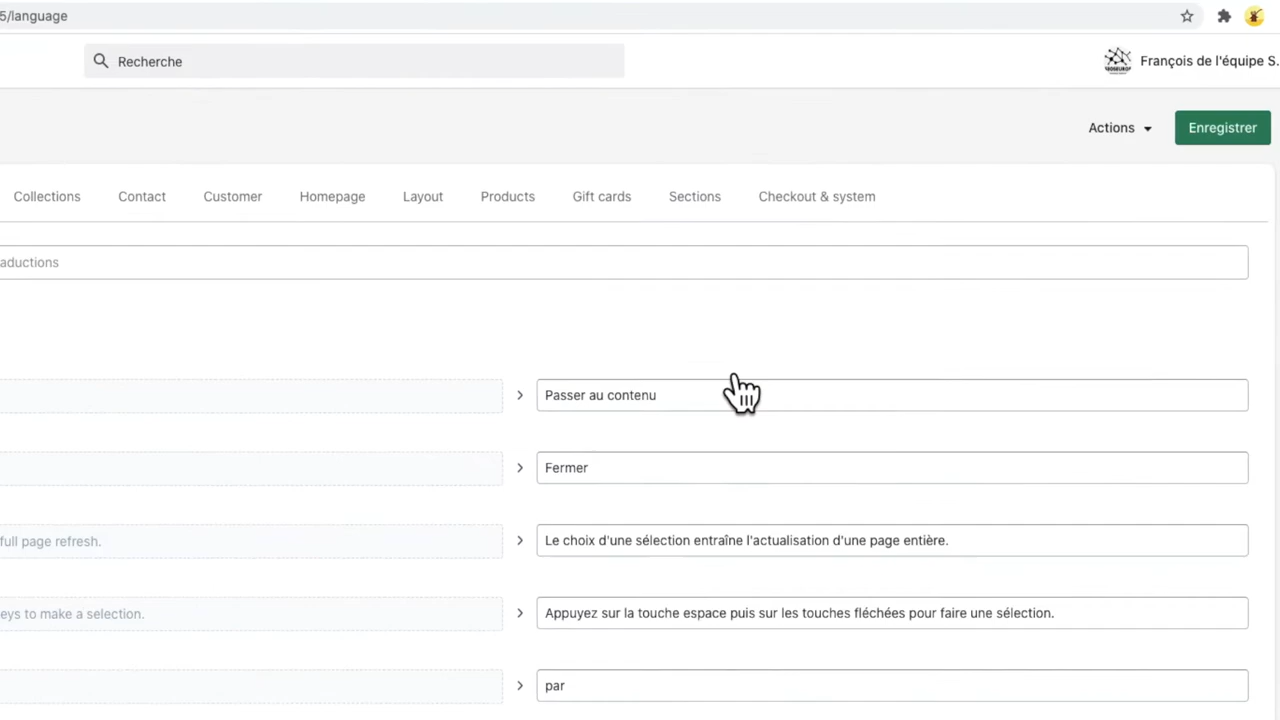 5/language
Recherche
François de l'équipe S.
Actions
Enregistrer
Collections Contact Customer Homepage Layout Products Gift cards Sections Checkout & system
aductions
Passer au contenu
Fermer
full page refresh.
Le choix d'une sélection entraîne l'actualisation d'une page entière.
eys to make a selection.
Appuyez sur la touche espace puis sur les touches fléchées pour faire une sélection.
par